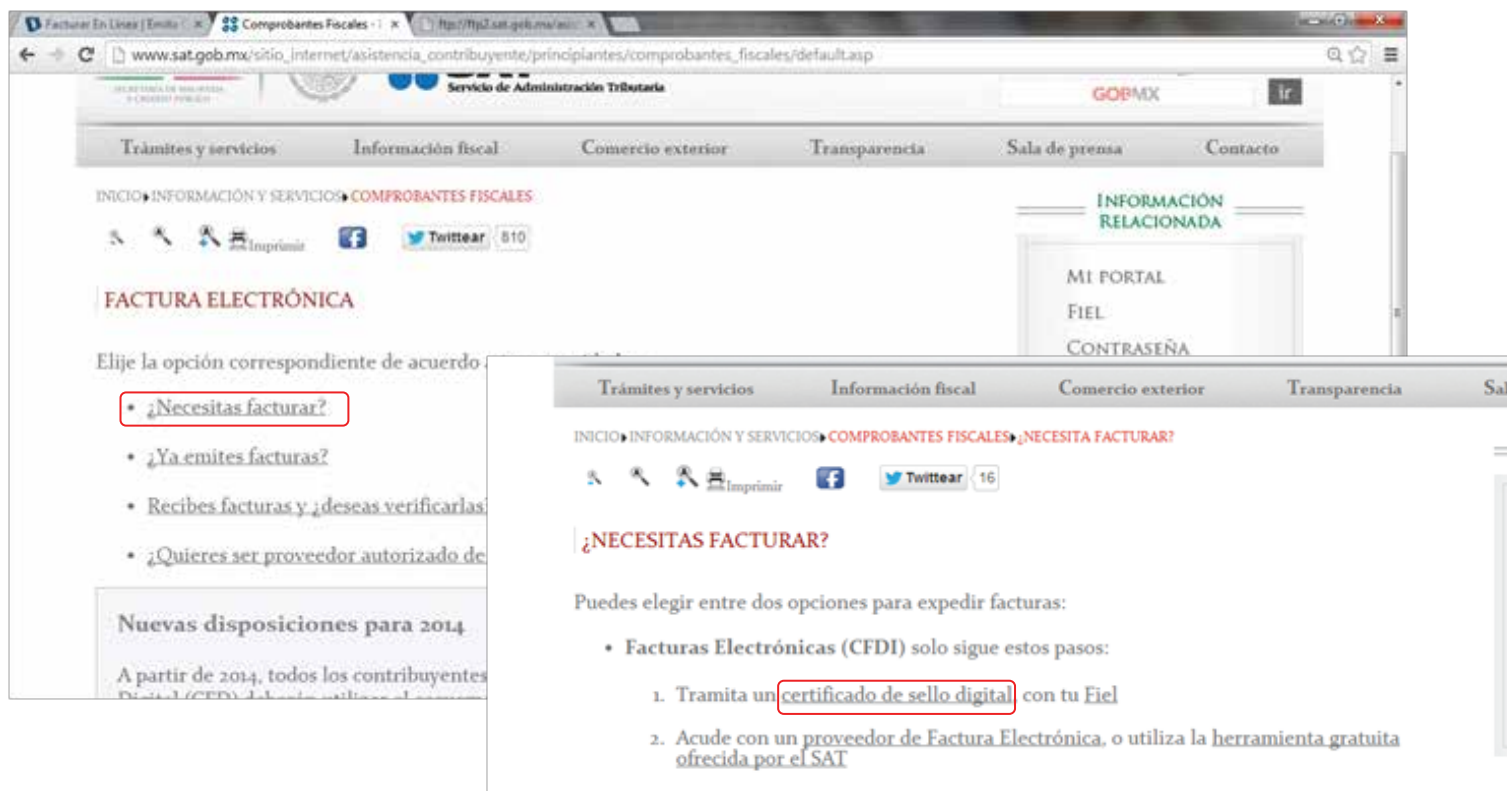 Facturar En Linea | Emite
Comprobantes Fiscales -
www.sat.gob.mx/sitio_internet/asistencia_contribuyente/principiantes/comprobantes_fiscales/default.asp
Servicio de Administración Tributaria
GOBMX
ir
Trámites y servicios Información fiscal Comercio exterior Transparencia Sala de prensa Contacto
INICIO INFORMACIÓN Y SERVICIOS COMPROBANTES FISCALES
Imprimir Twittear 810
FACTURA ELECTRÓNICA
Elije la opción correspondiente de acuerdo
• ¿Necesitas facturar?
• ¿Ya emites facturas?
• Recibes facturas y ¿deseas verificarlas?
• ¿Quieres ser proveedor autorizado de
Nuevas disposiciones para 2014
A partir de 2014, todos los contribuyentes
INFORMACIÓN
RELACIONADA
MI PORTAL
FIEL
CONTRASEÑA
Trámites y servicios Información fiscal Comercio exterior Transparencia Sal
INICIO INFORMACIÓN Y SERVICIOS COMPROBANTES FISCALES ¿NECESITA FACTURAR?
Imprimir Twittear 16
¿NECESITAS FACTURAR?
Puedes elegir entre dos opciones para expedir facturas:
• Facturas Electrónicas (CFDI) solo sigue estos pasos:
1. Tramita un certificado de sello digital, con tu Fiel
2. Acude con un proveedor de Factura Electrónica, o utiliza la herramienta gratuita
ofrecida por el SAT